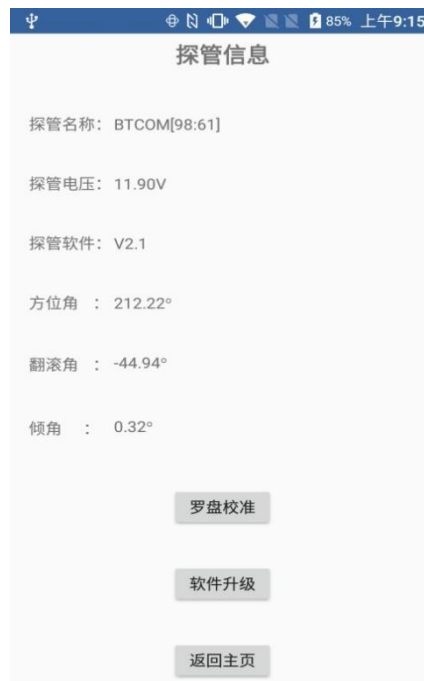 85% 上午9:15
探管信息
探管名称： BTCOM[98:61]
探管电压： 11.90V
探管软件： V2.1
方位角 ： 212.22°
翻滚角 ： -44.94°
倾角 ： 0.32°
罗盘校准
软件升级
返回主页